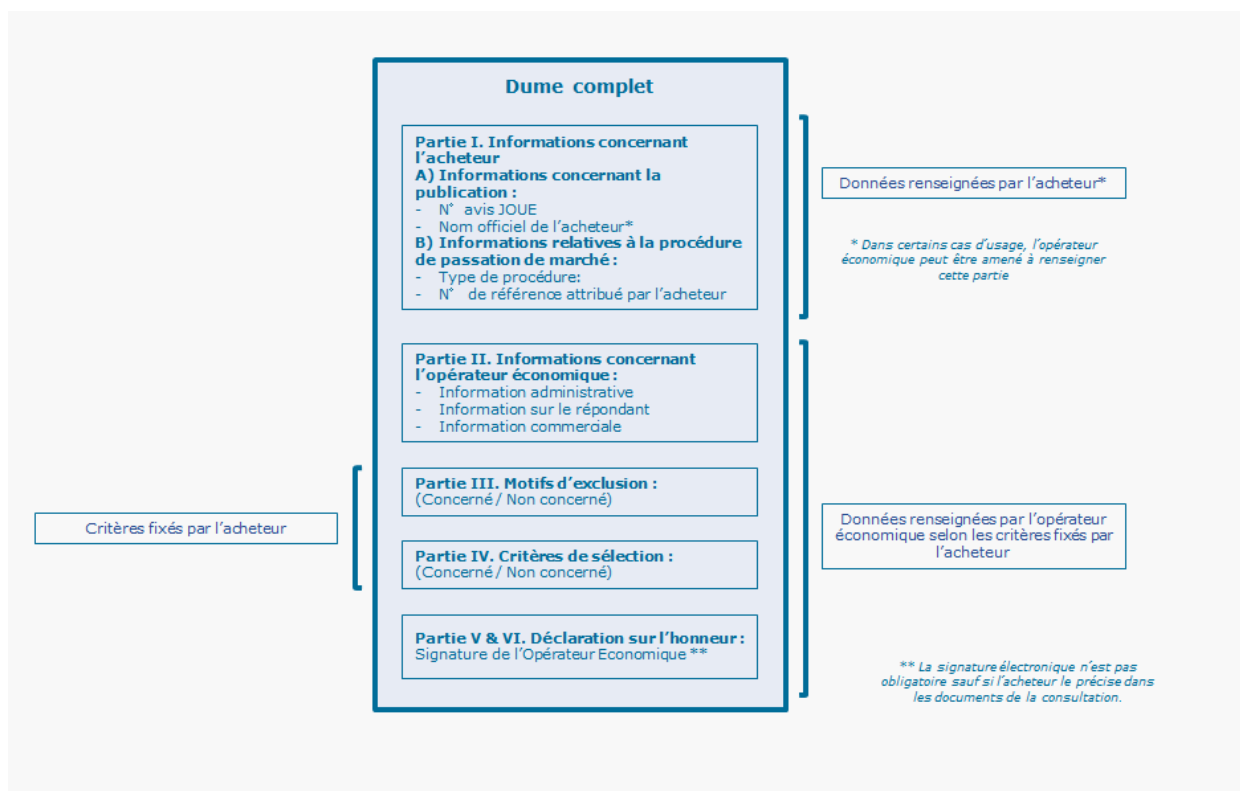 Dume complet
Partie I. Informations concernant
l'acheteur
A) Informations concernant la
publication :
- N° avis JOUE
- Nom officiel de l'acheteur*
B) Informations relatives à la procédure
de passation de marché :
- Type de procédure:
- N° de référence attribué par l'acheteur
Données renseignées par l'acheteur*
* Dans certains cas d'usage, l'opérateur
économique peut être amené à renseigner
cette partie
Partie II. Informations concernant
l'opérateur économique :
- Information administrative
- Information sur le répondant
- Information commerciale
Partie III. Motifs d'exclusion :
(Concerné / Non concerné)
Critères fixés par l'acheteur
Données renseignées par l'opérateur
économique selon les critères fixés par
l'acheteur
Partie IV. Critères de sélection :
(Concerné / Non concerné)
Partie V & VI. Déclaration sur l'honneur :
Signature de l'Opérateur Economique **
** La signature électronique n'est pas
obligatoire sauf si l'acheteur le précise dans
les documents de la consultation.